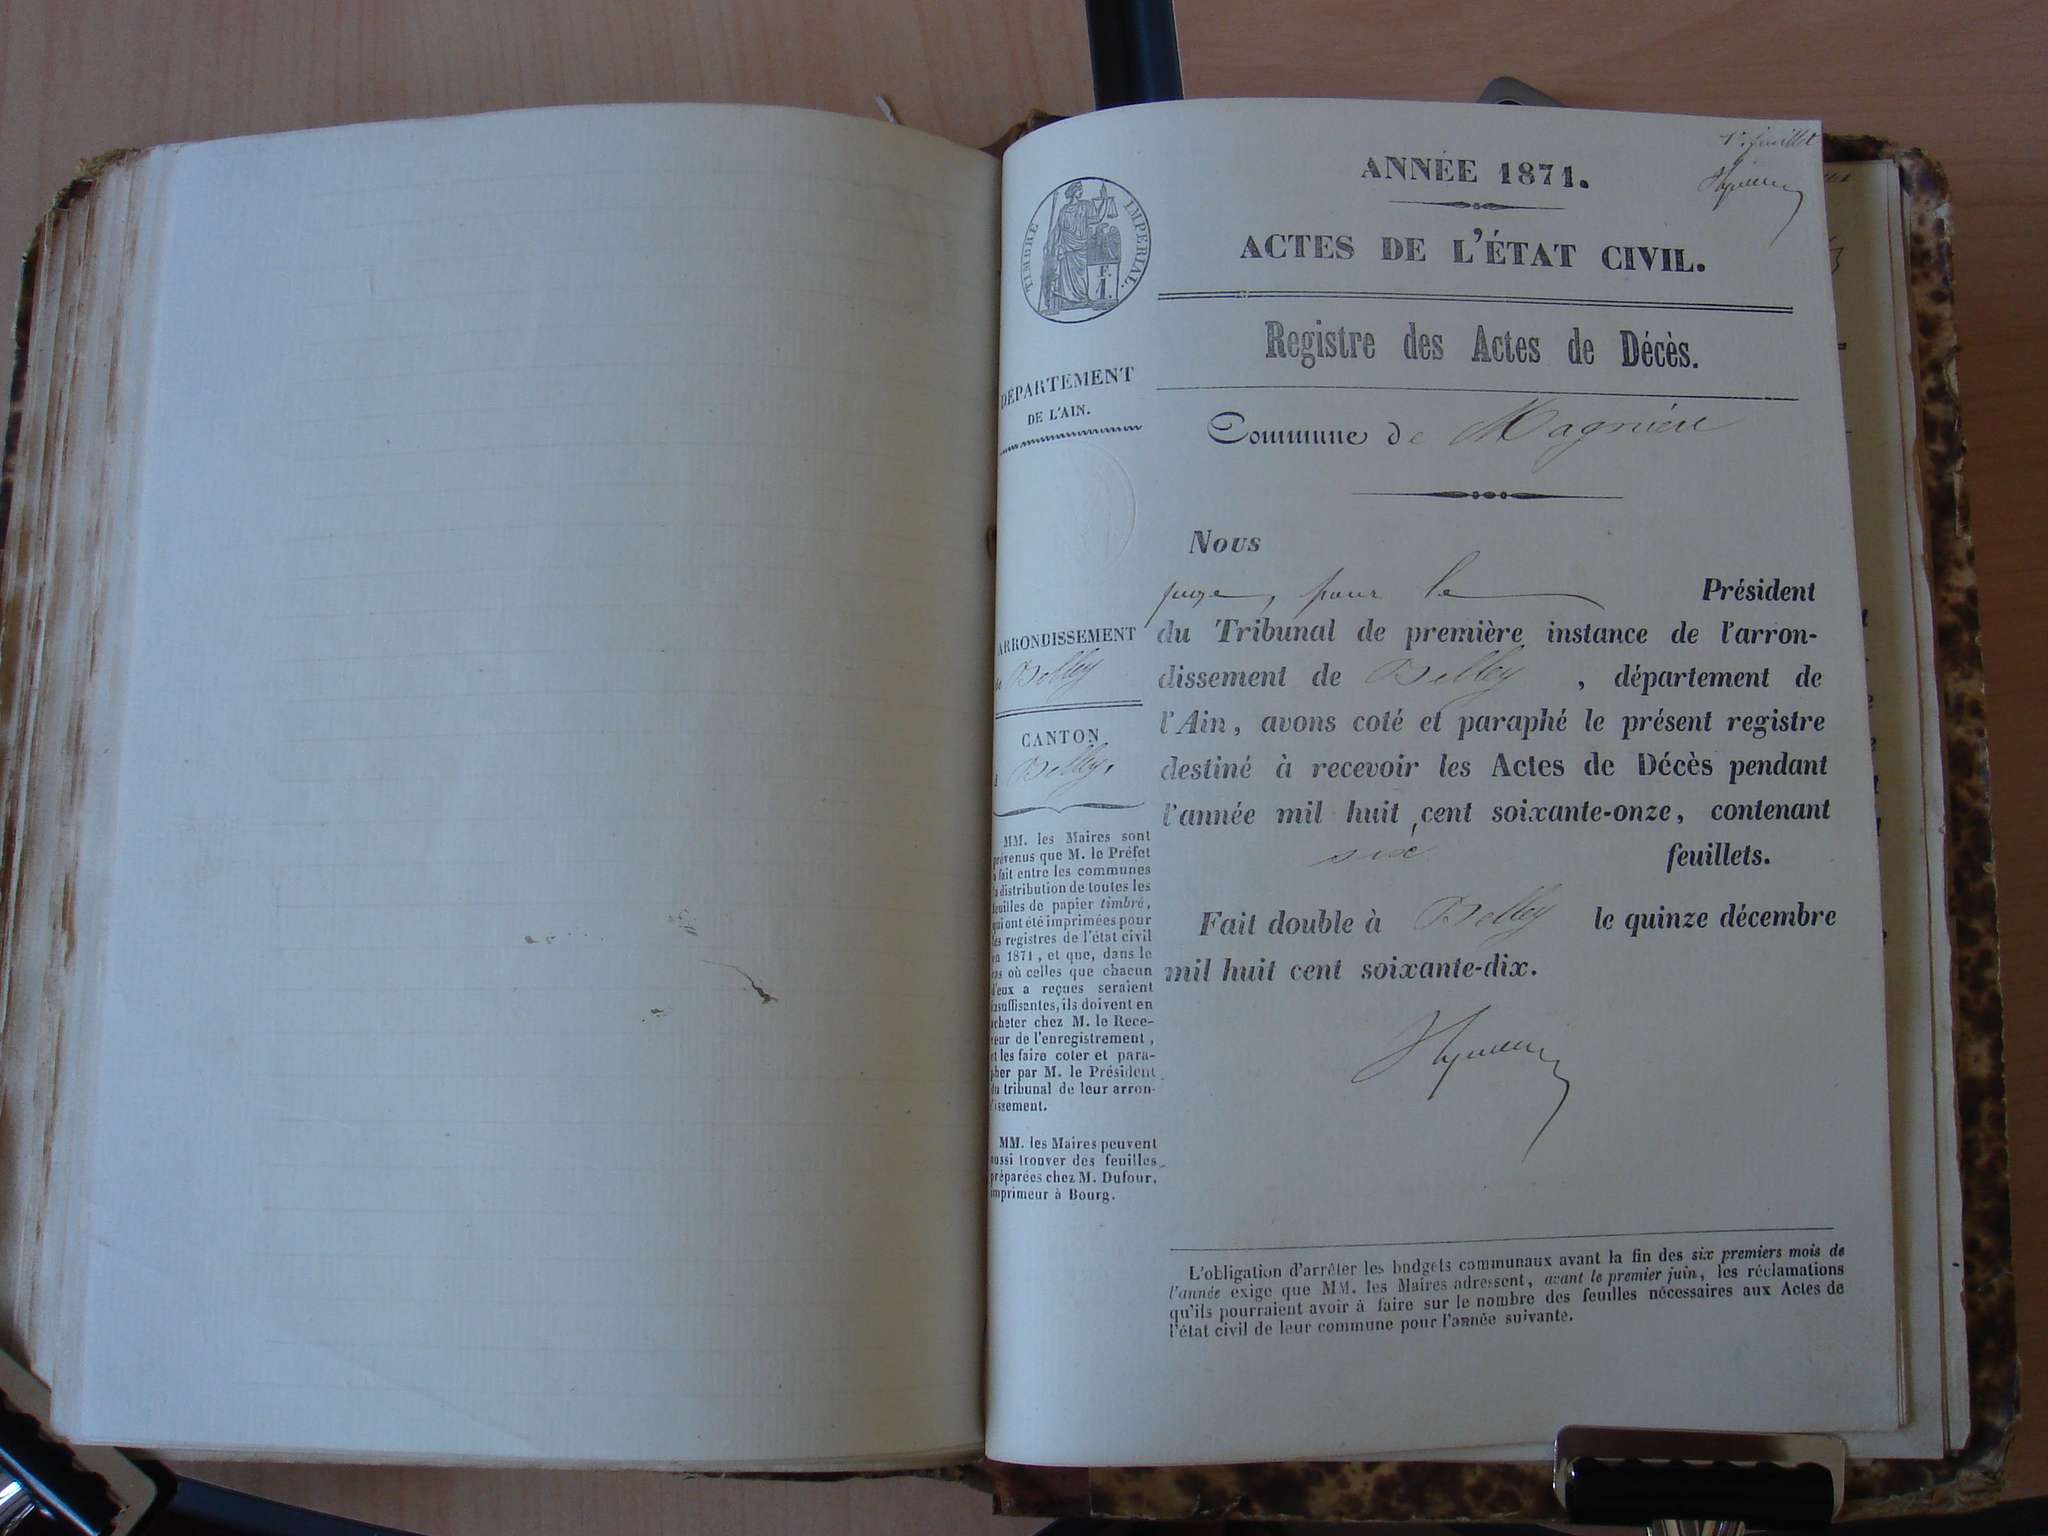 1er feuillet
ANNÉE 1871.
ACTES DE L'ÉTAT CIVIL.
TIMBRE IMPÉRIAL.
F.
1.
Registre des Actes de Décès.
DÉPARTEMENT
DE L'AIN.
Commune de Magnieu
Nous
juge, pour le Président
du Tribunal de première instance de l'arron-
dissement de Belley, département de
l'Ain, avons coté et paraphé le présent registre
destiné à recevoir les Actes de Décès pendant
l'année mil huit cent soixante-onze, contenant
six feuillets.
Fait double à Belley le quinze décembre
mil huit cent soixante-dix.
ARRONDISSEMENT
de Belley
CANTON
d Belley.
MM. les Maires sont
prévenus que M. le Préfet
a fait entre les communes
la distribution de toutes les
feuilles de papier timbré,
qui ont été imprimées pour
les registres de l'état civil
en 1871, et que, dans le
cas où celles que chacun
d'eux a reçues seraient
insuffisantes, ils doivent en
acheter chez M. le Rece-
veur de l'enregistrement,
et les faire coter et para-
pher par M. le Président
du tribunal de leur arron-
dissement.
MM. les Maires peuvent
aussi trouver des feuilles
préparées chez M. Dufour,
imprimeur à Bourg.
L'obligation d'arrêter les budgets communaux avant la fin des six premiers mois de
l'année exige que MM. les Maires adressent, avant le premier juin, les réclamations
qu'ils pourraient avoir à faire sur le nombre des feuilles nécessaires aux Actes de
l'état civil de leur commune pour l'année suivante.